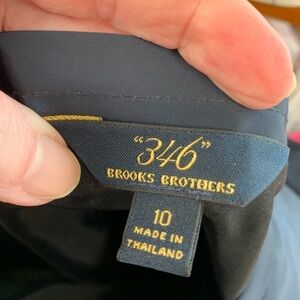 "346"
BROOKS BROTHERS
10
MADE IN
THAILAND